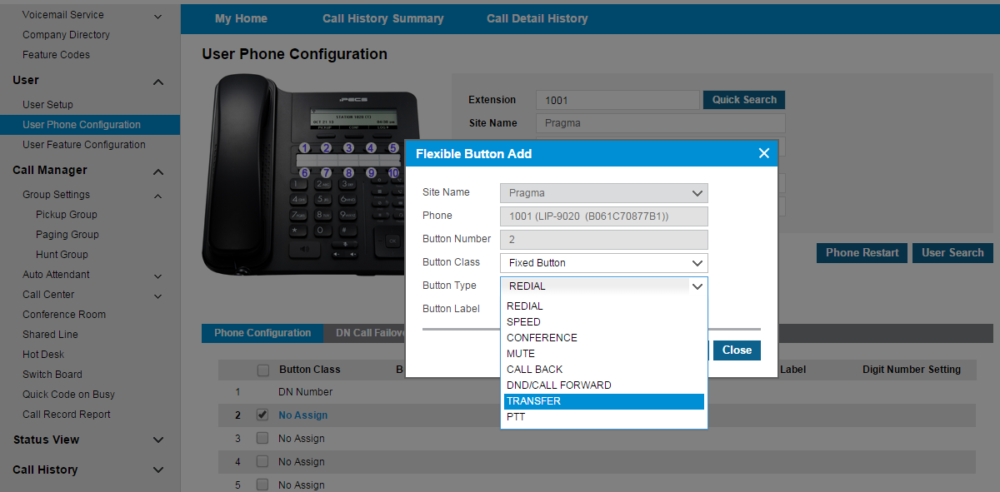 Voicemail Service
Company Directory
Feature Codes
User
User Setup
User Phone Configuration
User Feature Configuration
Call Manager
Group Settings
Pickup Group
Paging Group
Hunt Group
Auto Attendant
Call Center
Conference Room
Shared Line
Hot Desk
Switch Board
Quick Code on Busy
Call Record Report
Status View
Call History
My Home Call History Summary Call Detail History
User Phone Configuration
iPECS
1 2 3 4 5
6 7 8 9 10
Extension 1001 Quick Search
Site Name Pragma
Phone Restart User Search
Flexible Button Add
Site Name Pragma
Phone 1001 (LIP-9020 (B061C70877B1))
Button Number 2
Button Class Fixed Button
Button Type REDIAL
Button Label
REDIAL
SPEED
CONFERENCE
MUTE
CALL BACK
DND/CALL FORWARD
TRANSFER
PTT
Close
Phone Configuration DN Call Failov
Button Class B Label Digit Number Setting
1 DN Number
2 No Assign
3 No Assign
4 No Assign
5 No Assign